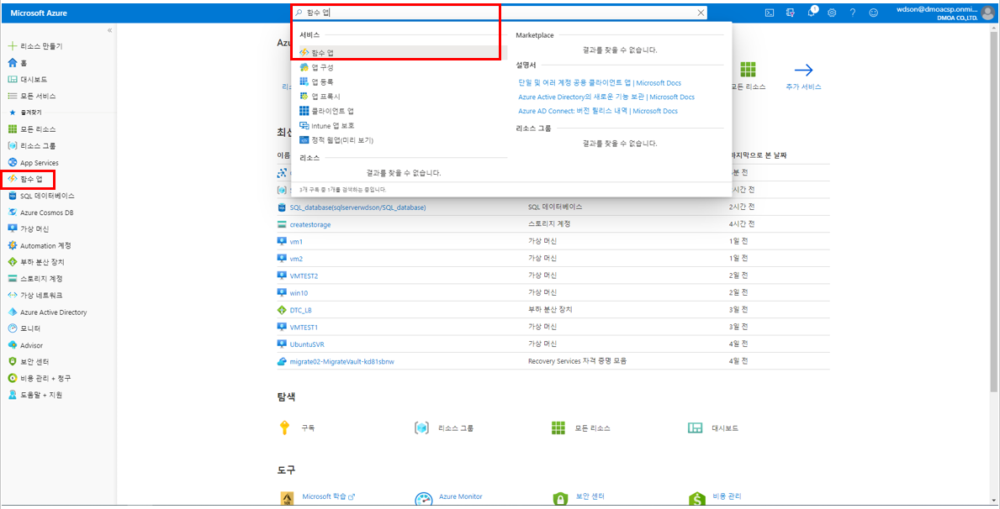 Microsoft Azure
함수 앱
1
wdson@dmoacsp.onmi...
DMOA CO.,LTD.
리소스 만들기
홈
대시보드
모든 서비스
즐겨찾기
모든 리소스
리소스 그룹
App Services
함수 앱
SQL 데이터베이스
Azure Cosmos DB
가상 머신
Automation 계정
부하 분산 장치
스토리지 계정
가상 네트워크
Azure Active Directory
모니터
Advisor
보안 센터
비용 관리 + 청구
도움말 + 지원
서비스
함수 앱
앱 구성
앱 등록
앱 프록시
클라이언트 앱
Intune 앱 보호
정적 웹앱(미리 보기)
리소스
결과를 찾을 수 없습니다.
3개 구독 중 1개를 검색하는 중입니다.
Marketplace
결과를 찾을 수 없습니다.
설명서
단일 및 여러 계정 공용 클라이언트 앱 | Microsoft Docs
Azure Active Directory의 새로운 기능 보관 | Microsoft Docs
Azure AD Connect: 버전 릴리스 내역 | Microsoft Docs
리소스 그룹
결과를 찾을 수 없습니다.
모든 리소스
추가 서비스
최신
이름
마지막으로 본 날짜
분 전
시간 전
SQL_database(sqlserverwdson/SQL_database) SQL 데이터베이스 2시간 전
createstorage 스토리지 계정 4시간 전
vm1 가상 머신 1일 전
vm2 가상 머신 1일 전
VMTEST2 가상 머신 2일 전
win10 가상 머신 2일 전
DTC_LB 부하 분산 장치 3일 전
VMTEST1 가상 머신 3일 전
UbuntuSVR 가상 머신 4일 전
migrate02-MigrateVault-kd81sbnw Recovery Services 자격 증명 모음 4일 전
탐색
구독 리소스 그룹 모든 리소스 대시보드
도구
Microsoft 학습 Azure Monitor 보안 센터 비용 관리